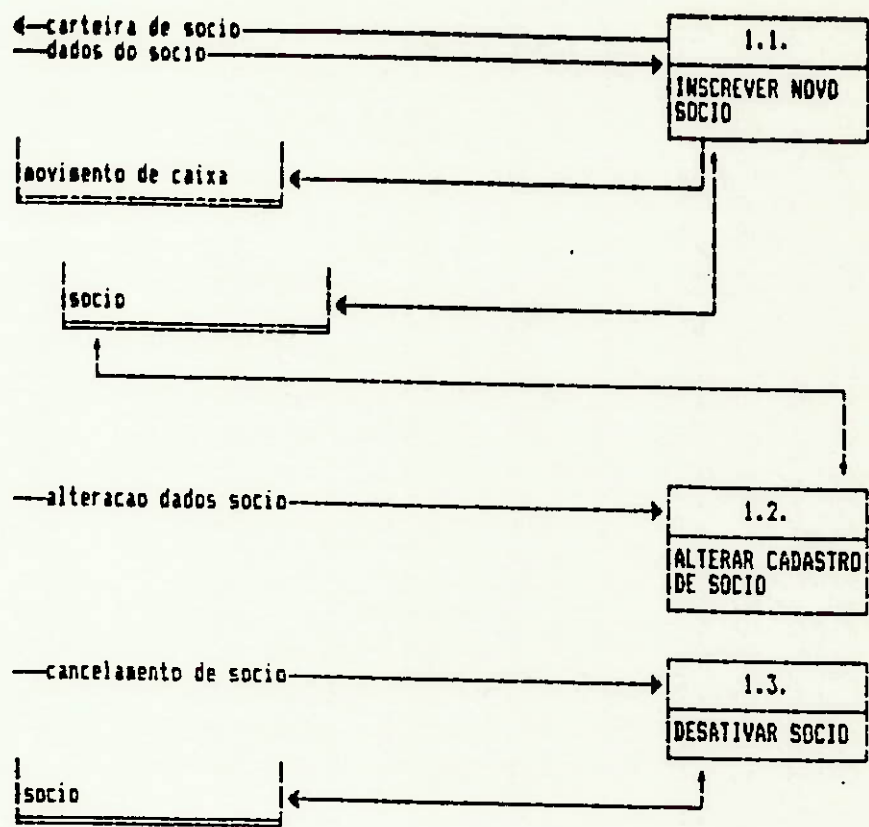 carteira de socio
1.1.
dados do socio
INSCREVER NOVO
SOCIO
movimento de caixa
socio
alteracao dados socio
1.2.
ALTERAR CADASTRO
DE SOCIO
cancelamento de socio
1.3.
DESATIVAR SOCIO
socio